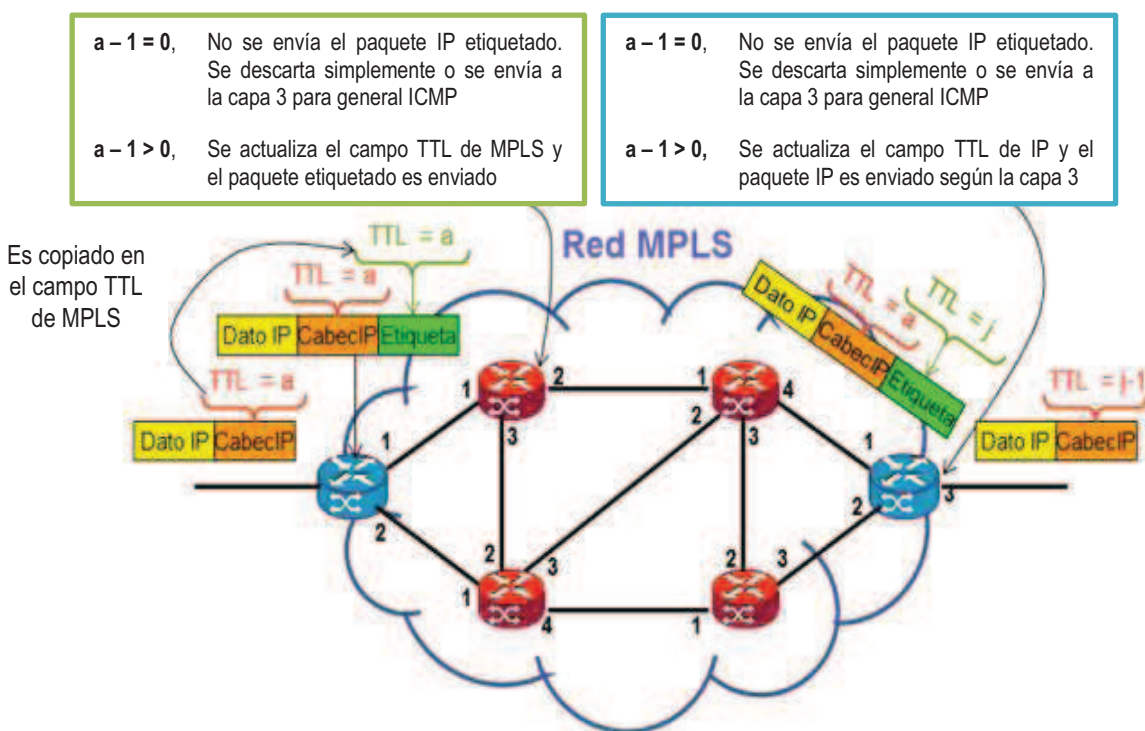 a – 1 = 0, No se envía el paquete IP etiquetado.
Se descarta simplemente o se envía a
la capa 3 para general ICMP
a – 1 > 0, Se actualiza el campo TTL de MPLS y
el paquete etiquetado es enviado
a – 1 = 0, No se envía el paquete IP etiquetado.
Se descarta simplemente o se envía a
la capa 3 para general ICMP
a – 1 > 0, Se actualiza el campo TTL de IP y el
paquete IP es enviado según la capa 3
Es copiado en
el campo TTL
de MPLS
TTL = a
TTL = a
Dato IP CabecIP Etiqueta
TTL = a
Dato IP CabecIP
Red MPLS
TTL = j
TTL = a
Dato IP CabecIP Etiqueta
TTL = j-1
Dato IP CabecIP
1
2
1
2
3
1
4
2
3
1
2
3
2
3
1
4
2
3
1